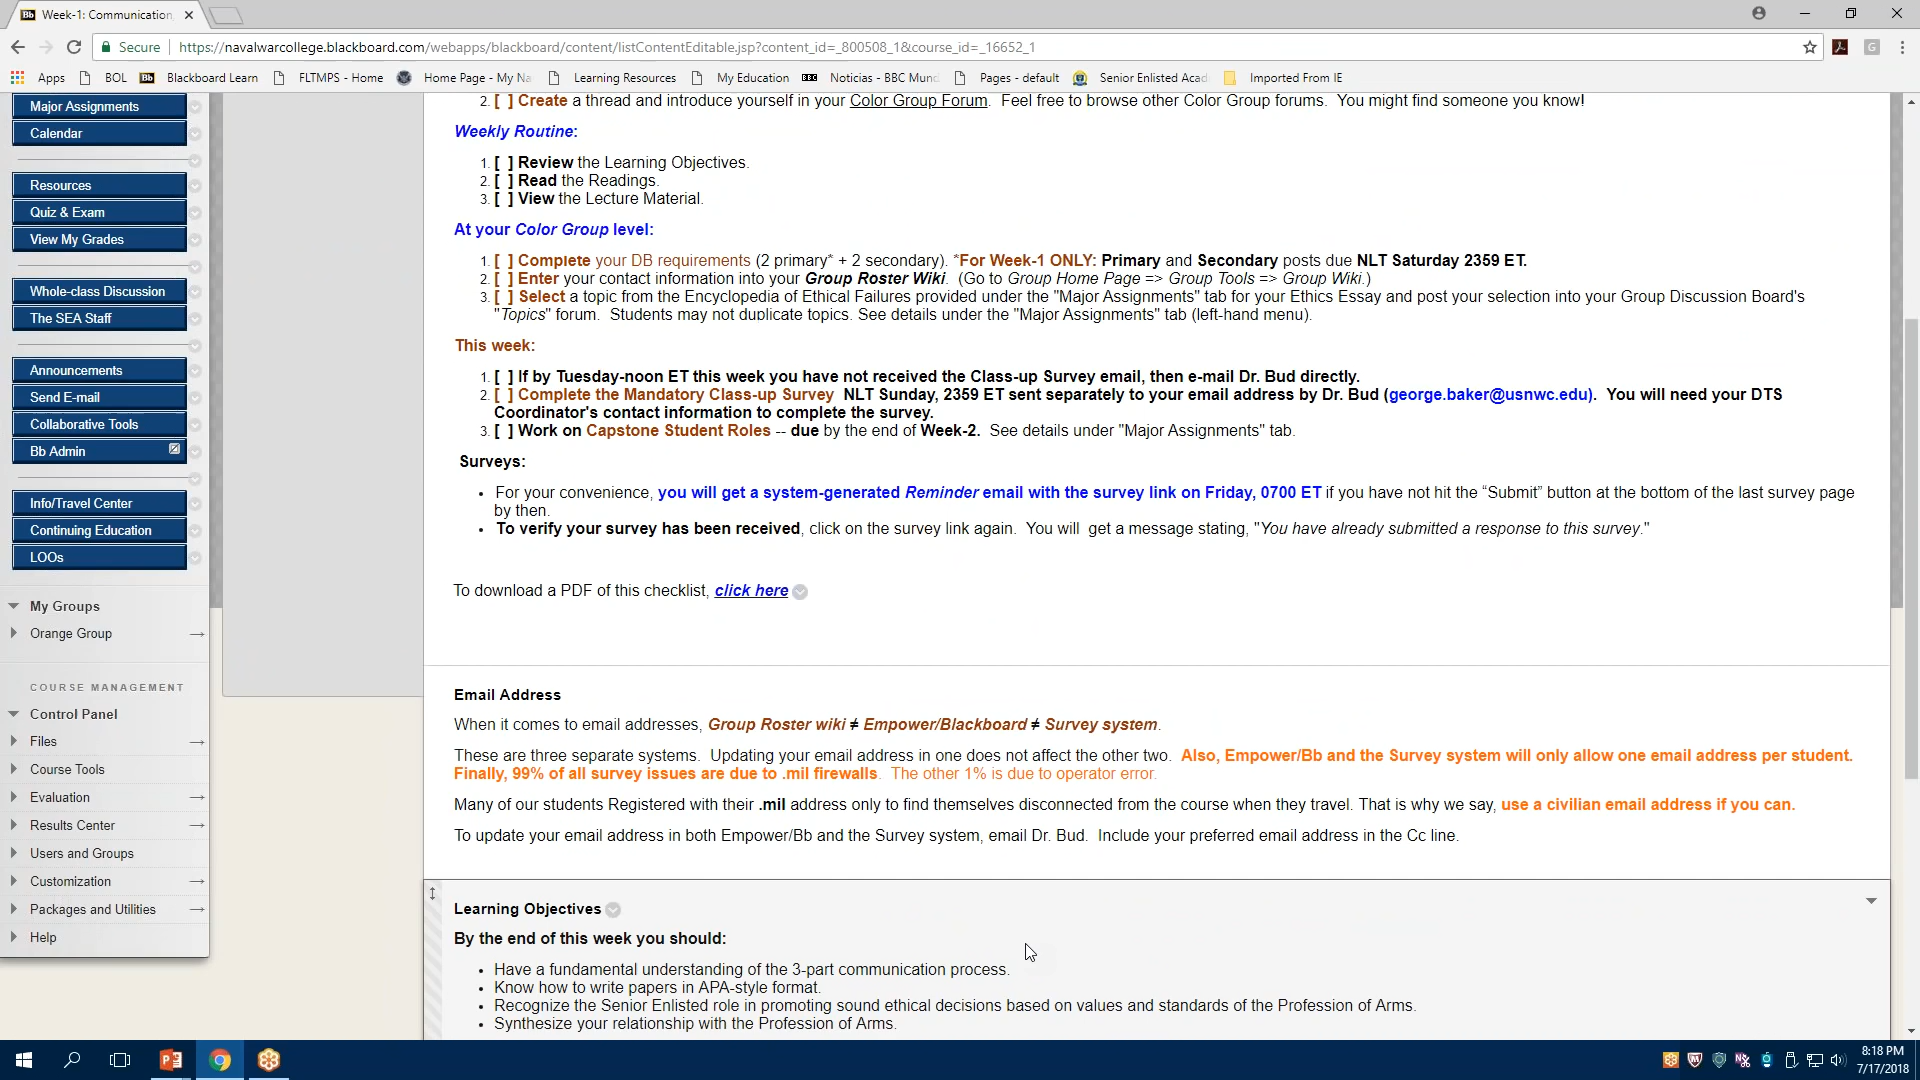 Week-1: Communication,
Secure https://navalwarcollege.blackboard.com/webapps/blackboard/content/listContentEditable.jsp?content_id=_800508_1&course_id=_16652_1
Apps BOL Bb Blackboard Learn FLTMPS - Home Home Page - My Na Learning Resources My Education BBC Noticias - BBC Mund Pages - default Senior Enlisted Acad Imported From IE
Major Assignments
Calendar
Resources
Quiz & Exam
View My Grades
Whole-class Discussion
The SEA Staff
Announcements
Send E-mail
Collaborative Tools
Bb Admin
Info/Travel Center
Continuing Education
LOOs
My Groups
Orange Group
COURSE MANAGEMENT
Control Panel
Files
Course Tools
Evaluation
Results Center
Users and Groups
Customization
Packages and Utilities
Help
2. [ ] Create a thread and introduce yourself in your Color Group Forum. Feel free to browse other Color Group forums. You might find someone you know!
Weekly Routine:
1. [ ] Review the Learning Objectives.
2. [ ] Read the Readings.
3. [ ] View the Lecture Material.
At your Color Group level:
1. [ ] Complete your DB requirements (2 primary* + 2 secondary). *For Week-1 ONLY: Primary and Secondary posts due NLT Saturday 2359 ET.
2. [ ] Enter your contact information into your Group Roster Wiki. (Go to Group Home Page => Group Tools => Group Wiki.)
3. [ ] Select a topic from the Encyclopedia of Ethical Failures provided under the "Major Assignments" tab for your Ethics Essay and post your selection into your Group Discussion Board's
"Topics" forum. Students may not duplicate topics. See details under the "Major Assignments" tab (left-hand menu).
This week:
1. [ ] If by Tuesday-noon ET this week you have not received the Class-up Survey email, then e-mail Dr. Bud directly.
2. [ ] Complete the Mandatory Class-up Survey NLT Sunday, 2359 ET sent separately to your email address by Dr. Bud (george.baker@usnwc.edu). You will need your DTS
Coordinator's contact information to complete the survey.
3. [ ] Work on Capstone Student Roles -- due by the end of Week-2. See details under "Major Assignments" tab.
Surveys:
• For your convenience, you will get a system-generated Reminder email with the survey link on Friday, 0700 ET if you have not hit the “Submit” button at the bottom of the last survey page
by then.
• To verify your survey has been received, click on the survey link again. You will get a message stating, "You have already submitted a response to this survey."
To download a PDF of this checklist, click here
Email Address
When it comes to email addresses, Group Roster wiki ≠ Empower/Blackboard ≠ Survey system.
These are three separate systems. Updating your email address in one does not affect the other two. Also, Empower/Bb and the Survey system will only allow one email address per student.
Finally, 99% of all survey issues are due to .mil firewalls. The other 1% is due to operator error.
Many of our students Registered with their .mil address only to find themselves disconnected from the course when they travel. That is why we say, use a civilian email address if you can.
To update your email address in both Empower/Bb and the Survey system, email Dr. Bud. Include your preferred email address in the Cc line.
Learning Objectives
By the end of this week you should:
• Have a fundamental understanding of the 3-part communication process.
• Know how to write papers in APA-style format.
• Recognize the Senior Enlisted role in promoting sound ethical decisions based on values and standards of the Profession of Arms.
• Synthesize your relationship with the Profession of Arms.
8:18 PM
7/17/2018